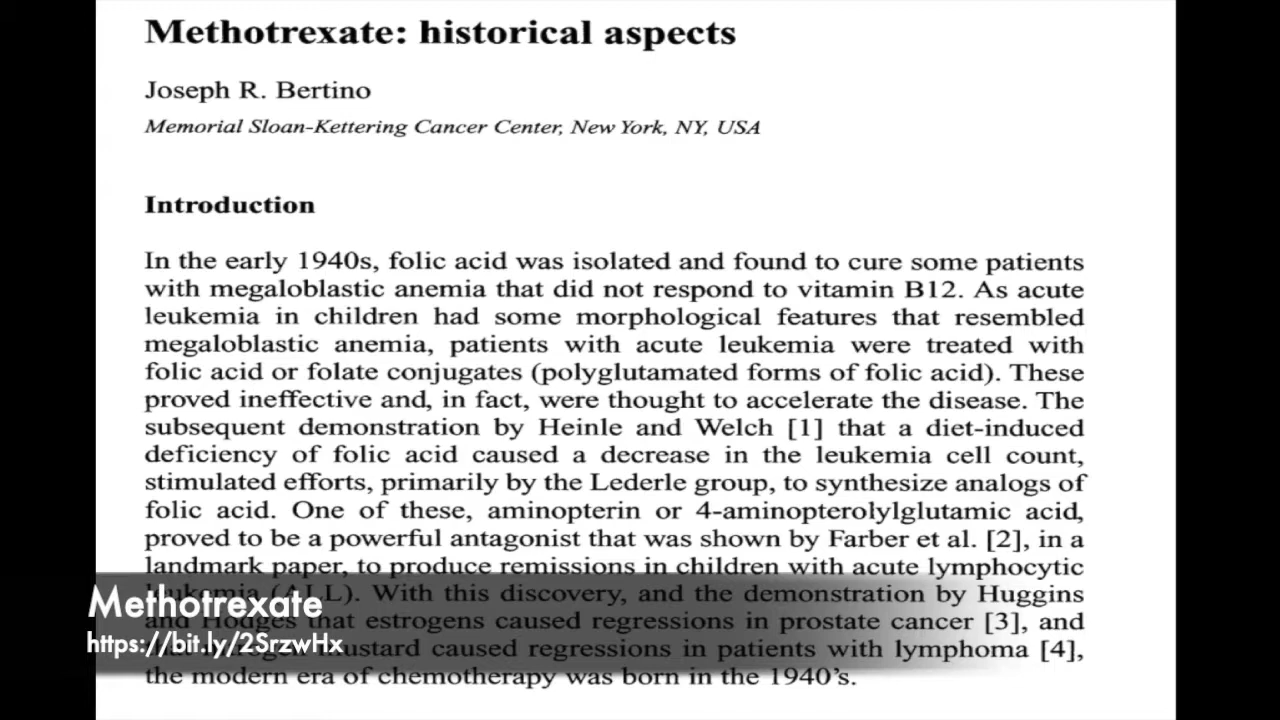 Methotrexate: historical aspects
Joseph R. Bertino
Memorial Sloan-Kettering Cancer Center, New York, NY, USA
Introduction
In the early 1940s, folic acid was isolated and found to cure some patients
with megaloblastic anemia that did not respond to vitamin B12. As acute
leukemia in children had some morphological features that resembled
megaloblastic anemia, patients with acute leukemia were treated with
folic acid or folate conjugates (polyglutamated forms of folic acid). These
proved ineffective and, in fact, were thought to accelerate the disease. The
subsequent demonstration by Heinle and Welch [1] that a diet-induced
deficiency of folic acid caused a decrease in the leukemia cell count,
stimulated efforts, primarily by the Lederle group, to synthesize analogs of
folic acid. One of these, aminopterin or 4-aminopterolylglutamic acid,
proved to be a powerful antagonist that was shown by Farber et al. [2], in a
landmark paper, to produce remissions in children with acute lymphocytic
leukemia (ALL). With this discovery, and the demonstration by Huggins
and Hodges that estrogens caused regressions in prostate cancer [3], and
mustard caused regressions in patients with lymphoma [4],
the modern era of chemotherapy was born in the 1940's.
Methotrexate
https://bit.ly/2SrzwHx